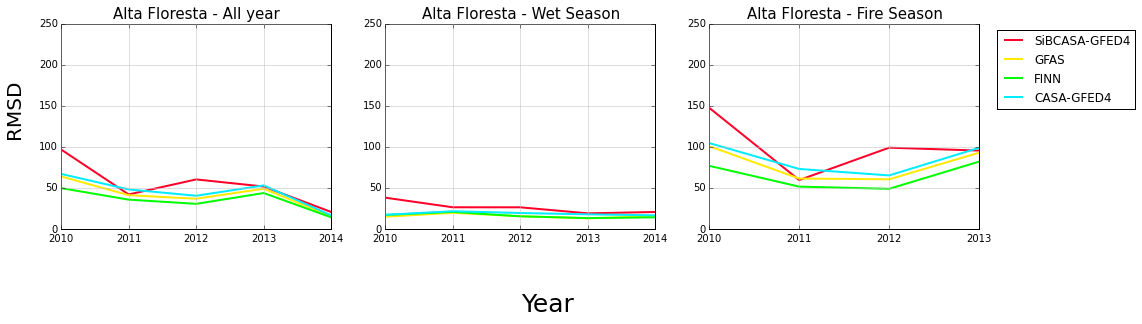 Alta Floresta - All year
250
200
150
100
50
0
2010 2011 2012 2013 2014
RMSD
Alta Floresta - Wet Season
250
200
150
100
50
0
2010 2011 2012 2013 2014
Alta Floresta - Fire Season
250
200
150
100
50
0
2010 2011 2012 2013
SiBCASA-GFED4
GFAS
FINN
CASA-GFED4
Year